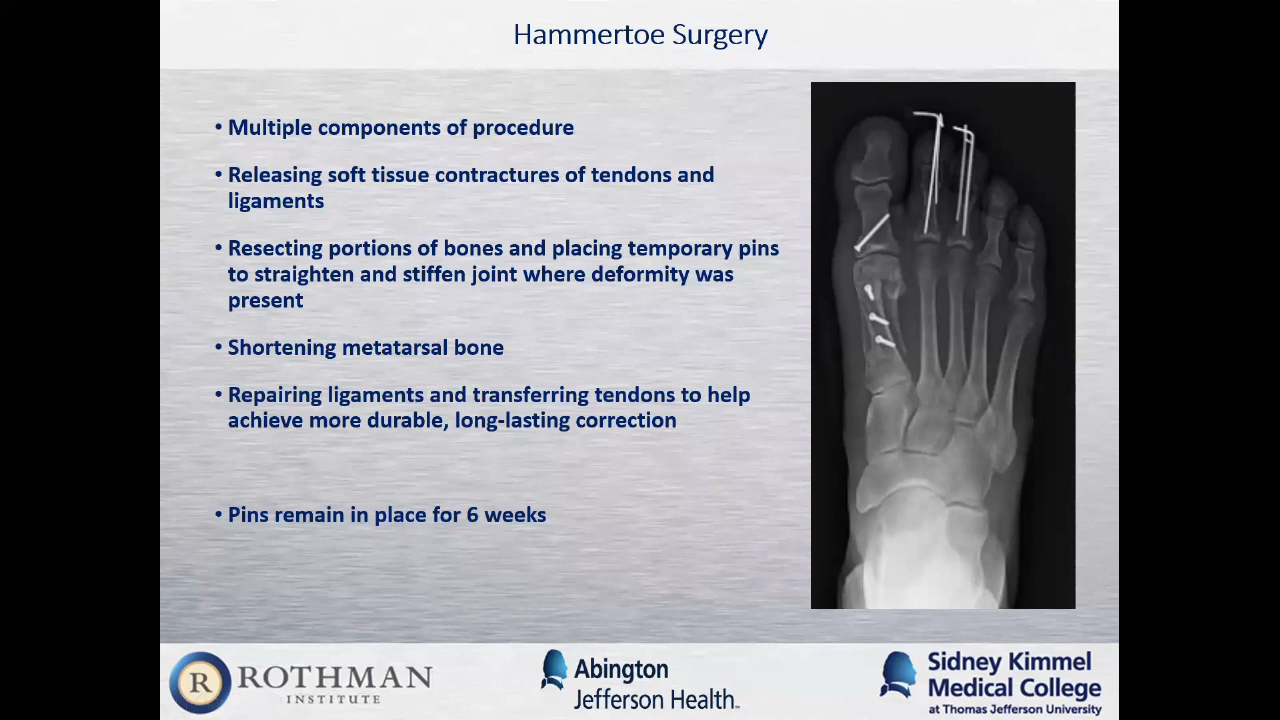 Hammertoe Surgery
• Multiple components of procedure
• Releasing soft tissue contractures of tendons and
ligaments
• Resecting portions of bones and placing temporary pins
to straighten and stiffen joint where deformity was
present
• Shortening metatarsal bone
• Repairing ligaments and transferring tendons to help
achieve more durable, long-lasting correction
• Pins remain in place for 6 weeks
R ROTHMAN
INSTITUTE
Abington
Jefferson Health™
Sidney Kimmel
Medical College
at Thomas Jefferson University